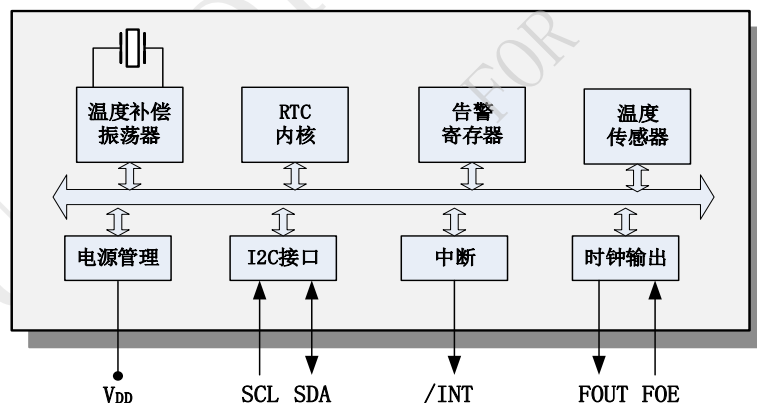 温度补偿
振荡器
RTC
内核
告警
寄存器
温度
传感器
电源管理
I2C接口
中断
时钟输出
VDD
SCL SDA
/INT
FOUT FOE
FOR